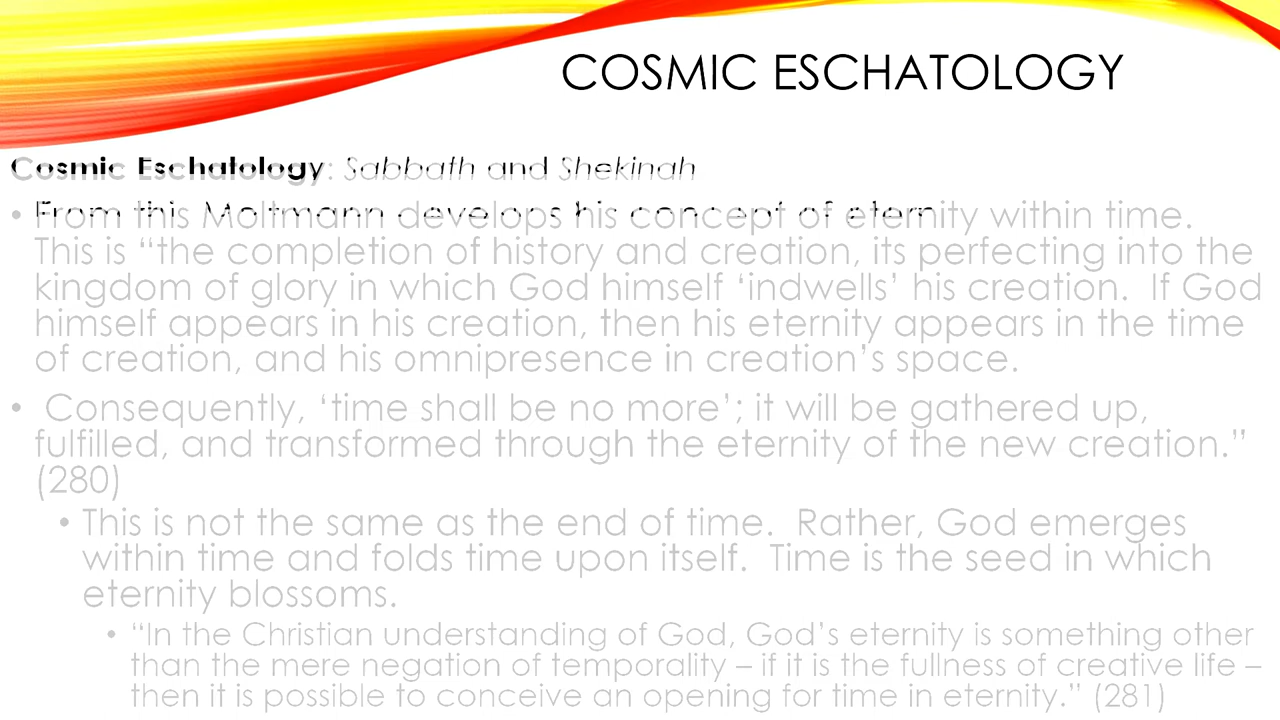 COSMIC ESCHATOLOGY
Cosmic Eschatology: Sabbath and Shekinah
• From this Moltmann develops his concept of eternity within time.
This is “the completion of history and creation, its perfecting into the
kingdom of glory in which God himself ‘indwells’ his creation. If God
himself appears in his creation, then his eternity appears in the time
of creation, and his omnipresence in creation’s space.
• Consequently, ‘time shall be no more’; it will be gathered up,
fulfilled, and transformed through the eternity of the new creation.”
(280)
• This is not the same as the end of time. Rather, God emerges
within time and folds time upon itself. Time is the seed in which
eternity blossoms.
• “In the Christian understanding of God, God’s eternity is something other
than the mere negation of temporality – if it is the fullness of creative life –
then it is possible to conceive an opening for time in eternity.” (281)